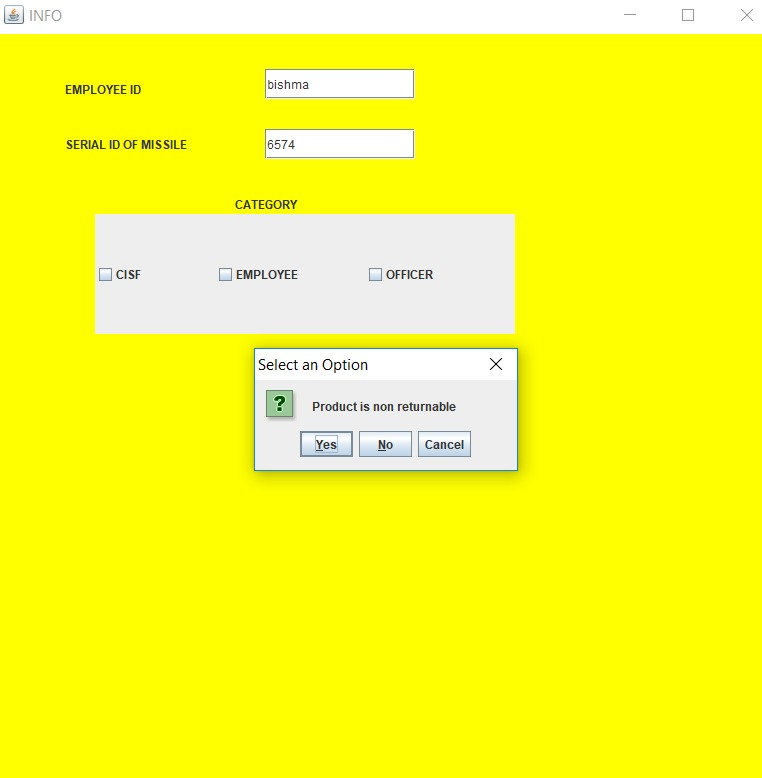 INFO
EMPLOYEE ID
bishma
SERIAL ID OF MISSILE
6574
CATEGORY
CISF EMPLOYEE OFFICER
Select an Option
? Product is non returnable
Yes No Cancel